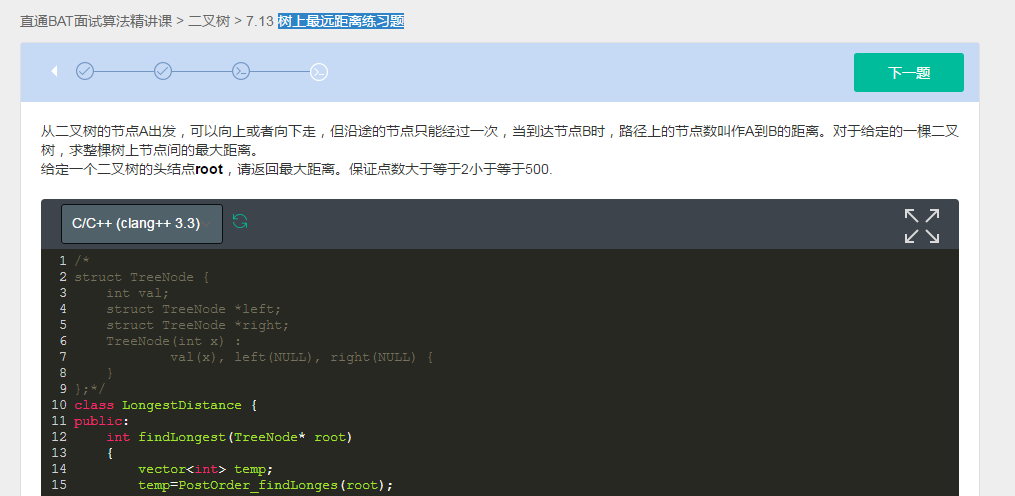 直通BAT面试算法精讲课 > 二叉树 > 7.13 树上最远距离练习题
下一题
从二叉树的节点A出发，可以向上或者向下走，但沿途的节点只能经过一次，当到达节点B时，路径上的节点数叫作A到B的距离。对于给定的一棵二叉
树，求整棵树上节点间的最大距离。
给定一个二叉树的头结点root，请返回最大距离。保证点数大于等于2小于等于500.
C/C++ (clang++ 3.3)
1 /*
2 struct TreeNode {
3     int val;
4     struct TreeNode *left;
5     struct TreeNode *right;
6     TreeNode(int x) :
7             val(x), left(NULL), right(NULL) {
8     }
9 };*/
10 class LongestDistance {
11 public:
12     int findLongest(TreeNode* root)
13     {
14         vector<int> temp;
15         temp=PostOrder_findLonges(root);